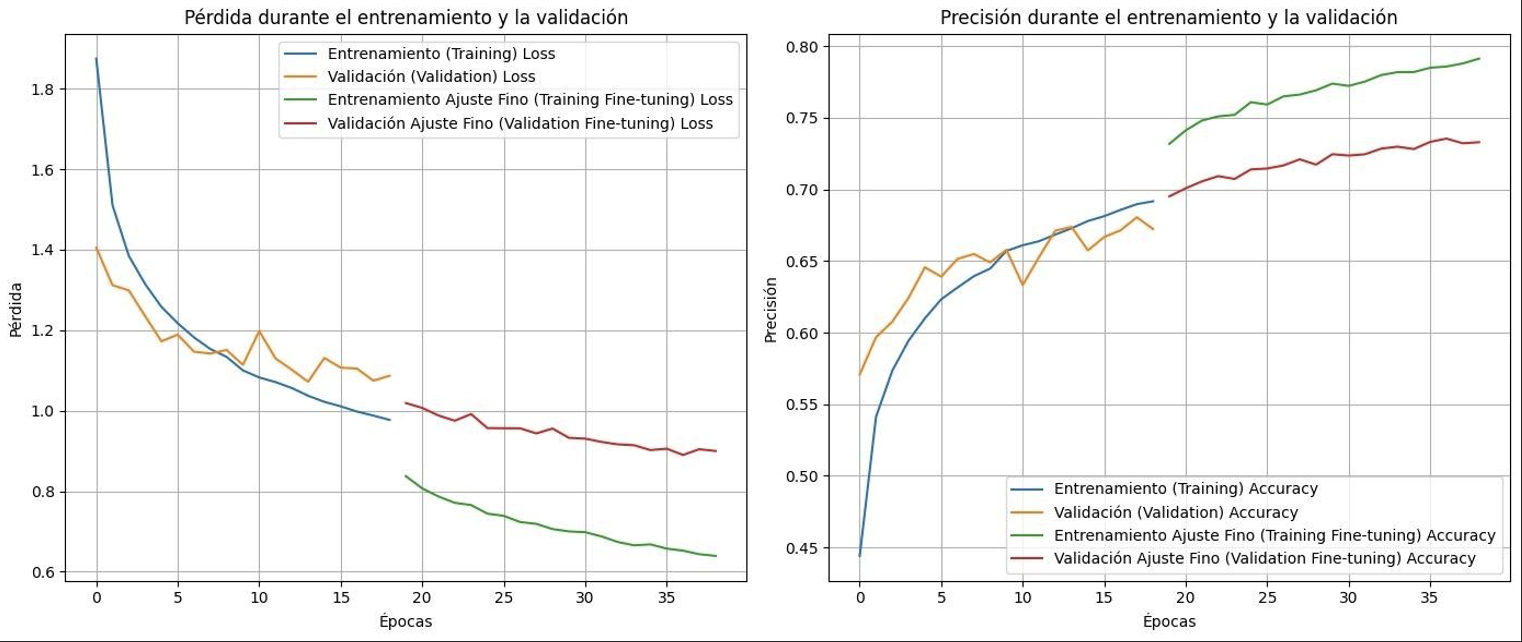 Pérdida durante el entrenamiento y la validación
Entrenamiento (Training) Loss
Validación (Validation) Loss
Entrenamiento Ajuste Fino (Training Fine-tuning) Loss
Validación Ajuste Fino (Validation Fine-tuning) Loss
1.8
1.6
1.4
1.2
1.0
0.8
0.6
Pérdida
0 5 10 15 20 25 30 35
Épocas
Precisión durante el entrenamiento y la validación
0.80
0.75
0.70
0.65
0.60
0.55
0.50
0.45
Precisión
Entrenamiento (Training) Accuracy
Validación (Validation) Accuracy
Entrenamiento Ajuste Fino (Training Fine-tuning) Accuracy
Validación Ajuste Fino (Validation Fine-tuning) Accuracy
0 5 10 15 20 25 30 35
Épocas